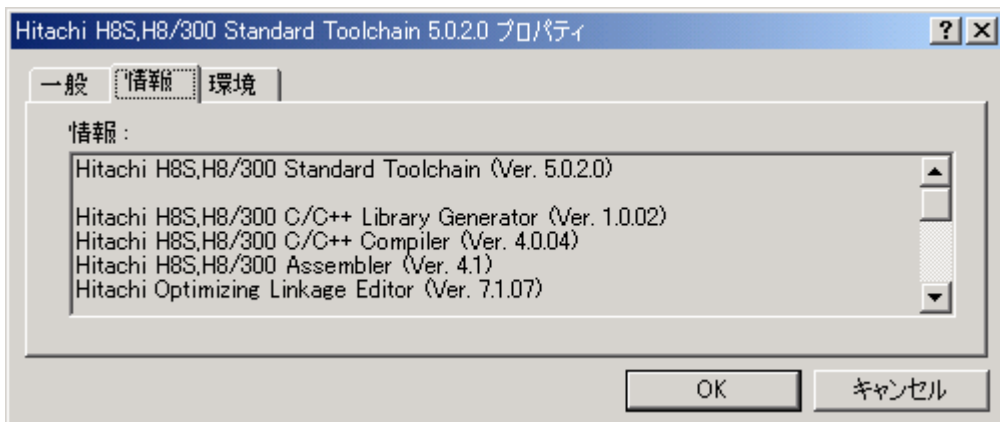 Hitachi H8S,H8/300 Standard Toolchain 5.0.2.0 プロパティ
一般 情報 環境
情報 :
Hitachi H8S,H8/300 Standard Toolchain (Ver. 5.0.2.0)
Hitachi H8S,H8/300 C/C++ Library Generator (Ver. 1.0.02)
Hitachi H8S,H8/300 C/C++ Compiler (Ver. 4.0.04)
Hitachi H8S,H8/300 Assembler (Ver. 4.1)
Hitachi Optimizing Linkage Editor (Ver. 7.1.07)
OK キャンセル